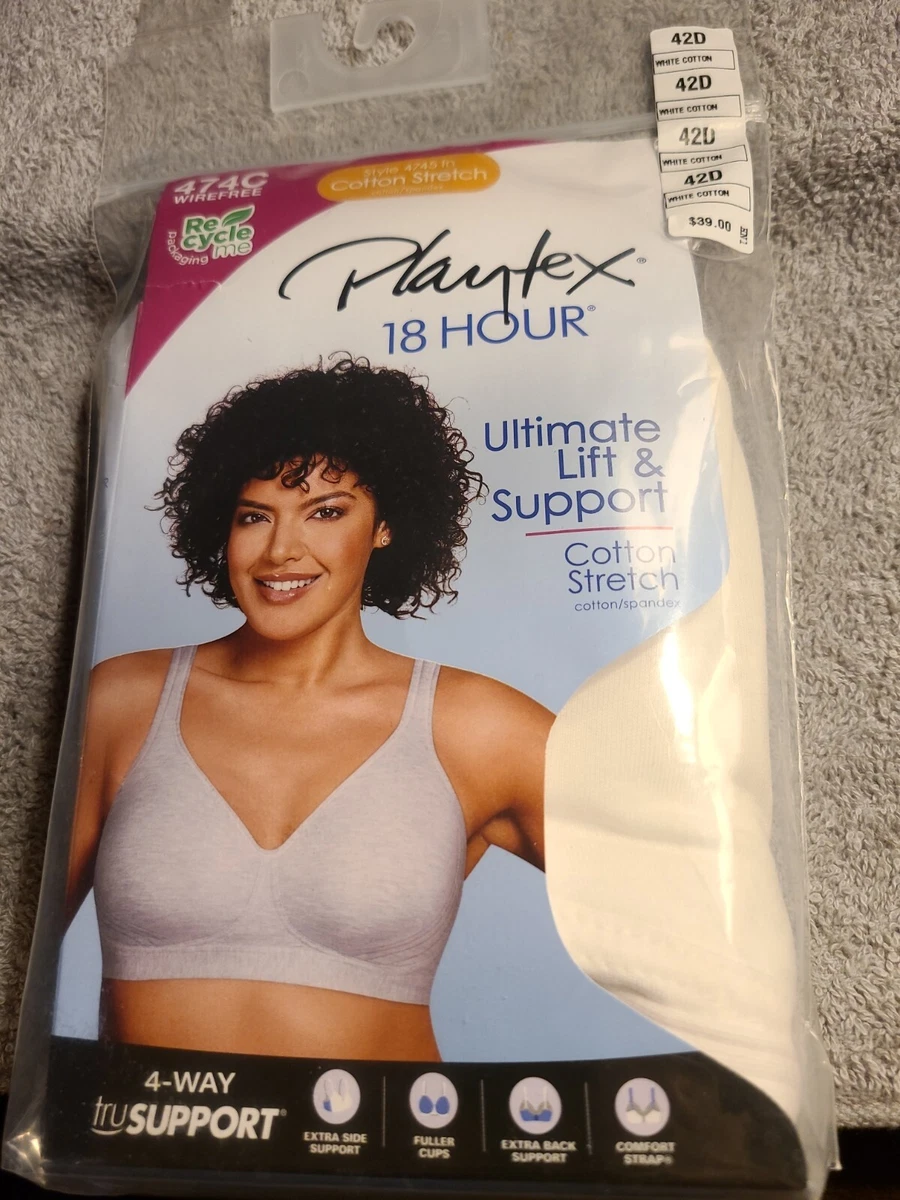 42D
WHITE COTTON
42D
WHITE COTTON
42D
WHITE COTTON
42D
WHITE COTTON
$39.00
474C
WIREFREE
Style 4745 in
Cotton Stretch
Re
cycle
me
packaging
Playtex®
18 HOUR®
Ultimate
Lift &
Support
Cotton
Stretch
cotton/spandex
4-WAY
truSUPPORT®
EXTRA SIDE
SUPPORT
FULLER
CUPS
EXTRA BACK
SUPPORT
COMFORT
STRAP®